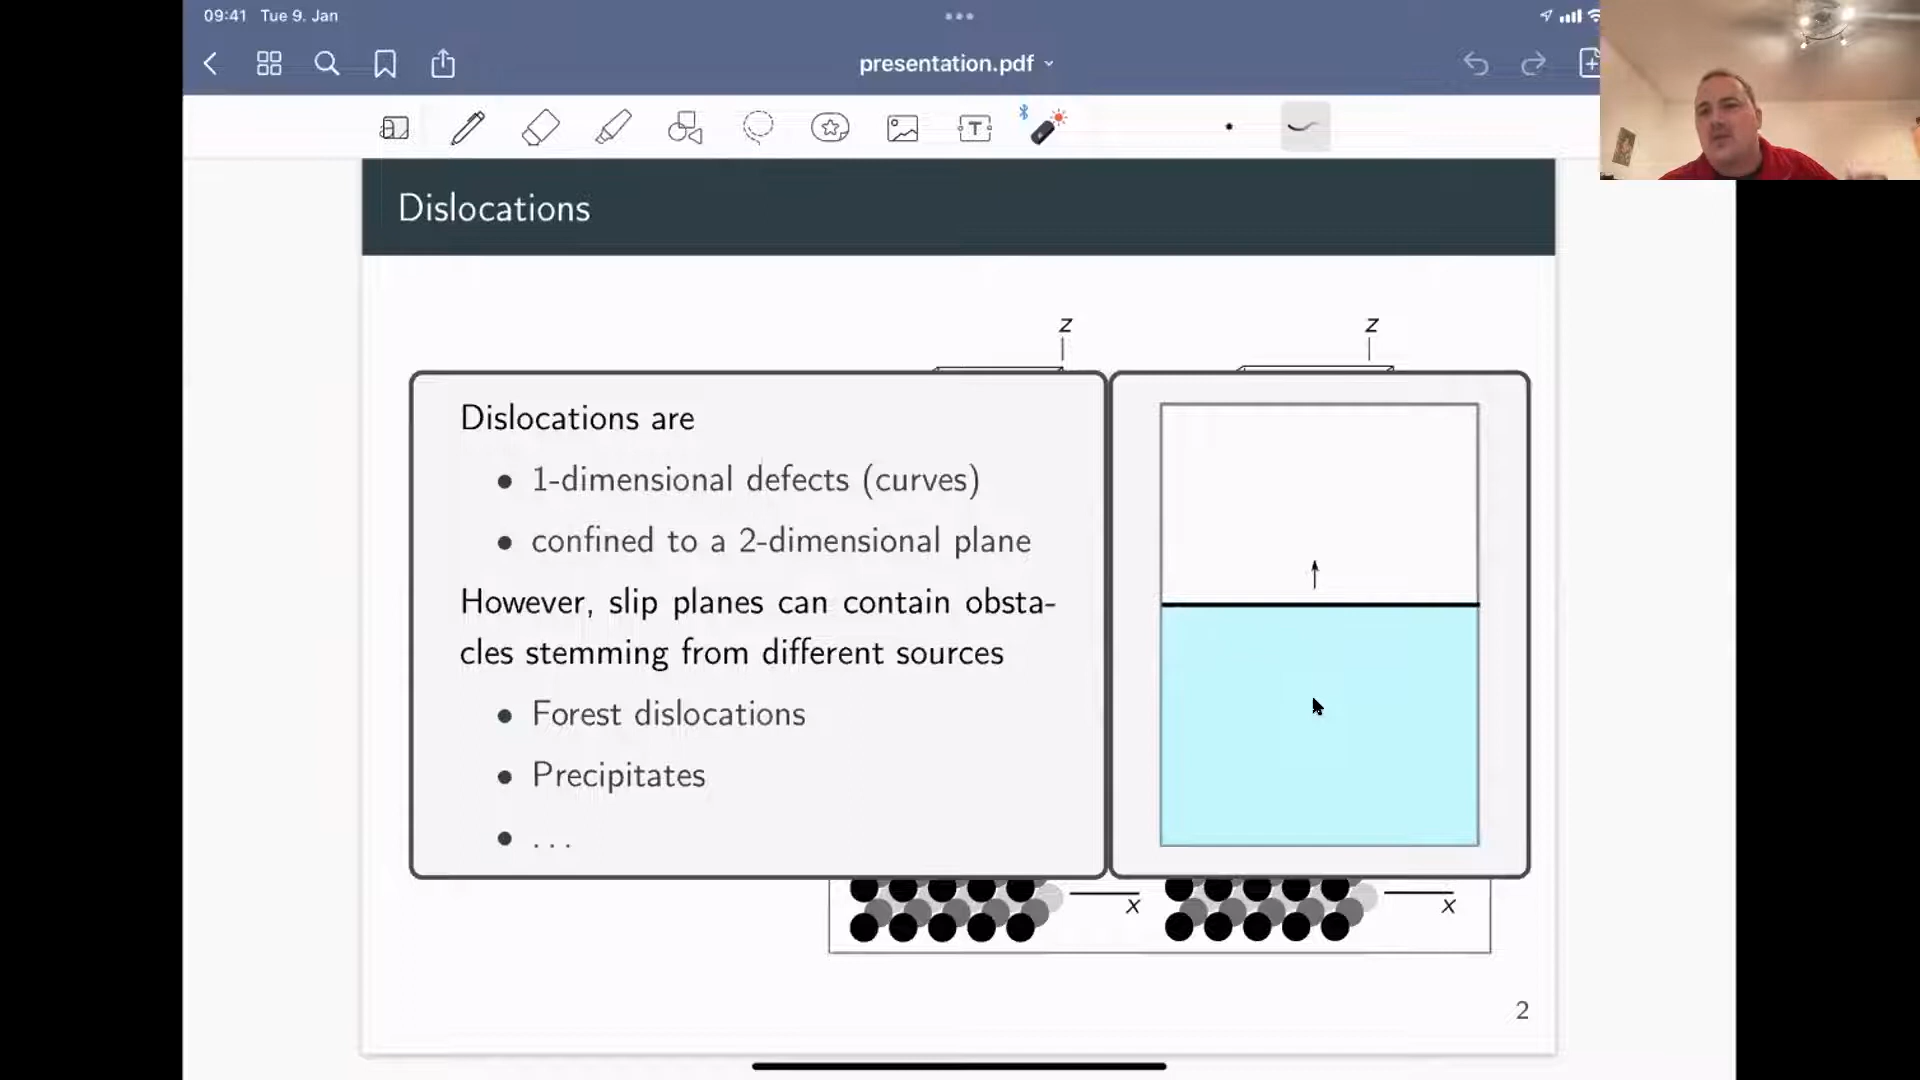 09:41 Tue 9. Jan
presentation.pdf
T
Dislocations
z z
Dislocations are
• 1-dimensional defects (curves)
• confined to a 2-dimensional plane
However, slip planes can contain obsta-
cles stemming from different sources
• Forest dislocations
• Precipitates
• ...
x x
2